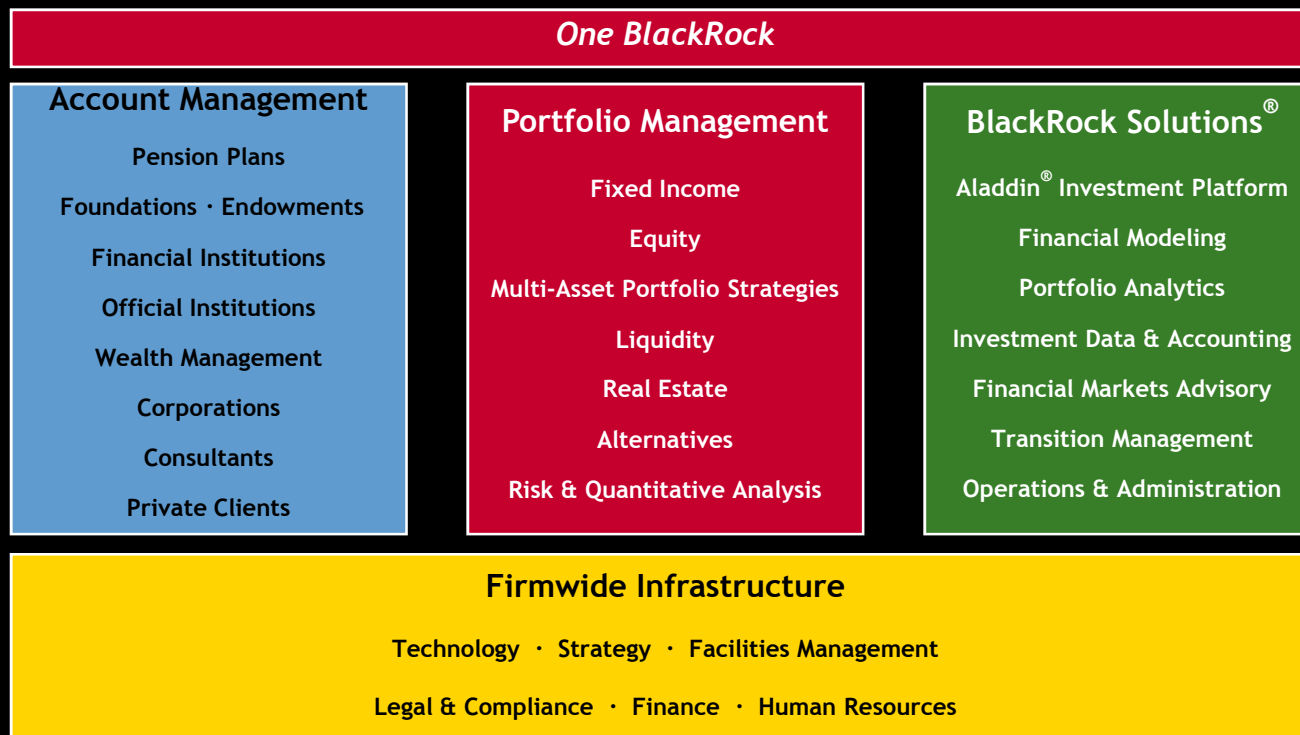 One BlackRock
Account Management
Pension Plans
Foundations · Endowments
Financial Institutions
Official Institutions
Wealth Management
Corporations
Consultants
Private Clients
Portfolio Management
Fixed Income
Equity
Multi-Asset Portfolio Strategies
Liquidity
Real Estate
Alternatives
Risk & Quantitative Analysis
BlackRock Solutions®
Aladdin® Investment Platform
Financial Modeling
Portfolio Analytics
Investment Data & Accounting
Financial Markets Advisory
Transition Management
Operations & Administration
Firmwide Infrastructure
Technology · Strategy · Facilities Management
Legal & Compliance · Finance · Human Resources